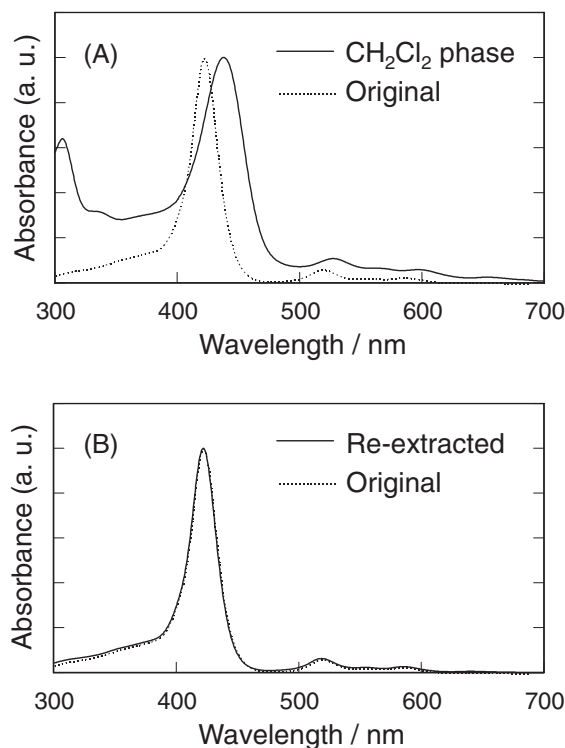 (A)
CH₂Cl₂ phase
Original
Absorbance (a. u.)
300 400 500 600 700
Wavelength / nm
(B)
Re-extracted
Original
Absorbance (a. u.)
300 400 500 600 700
Wavelength / nm